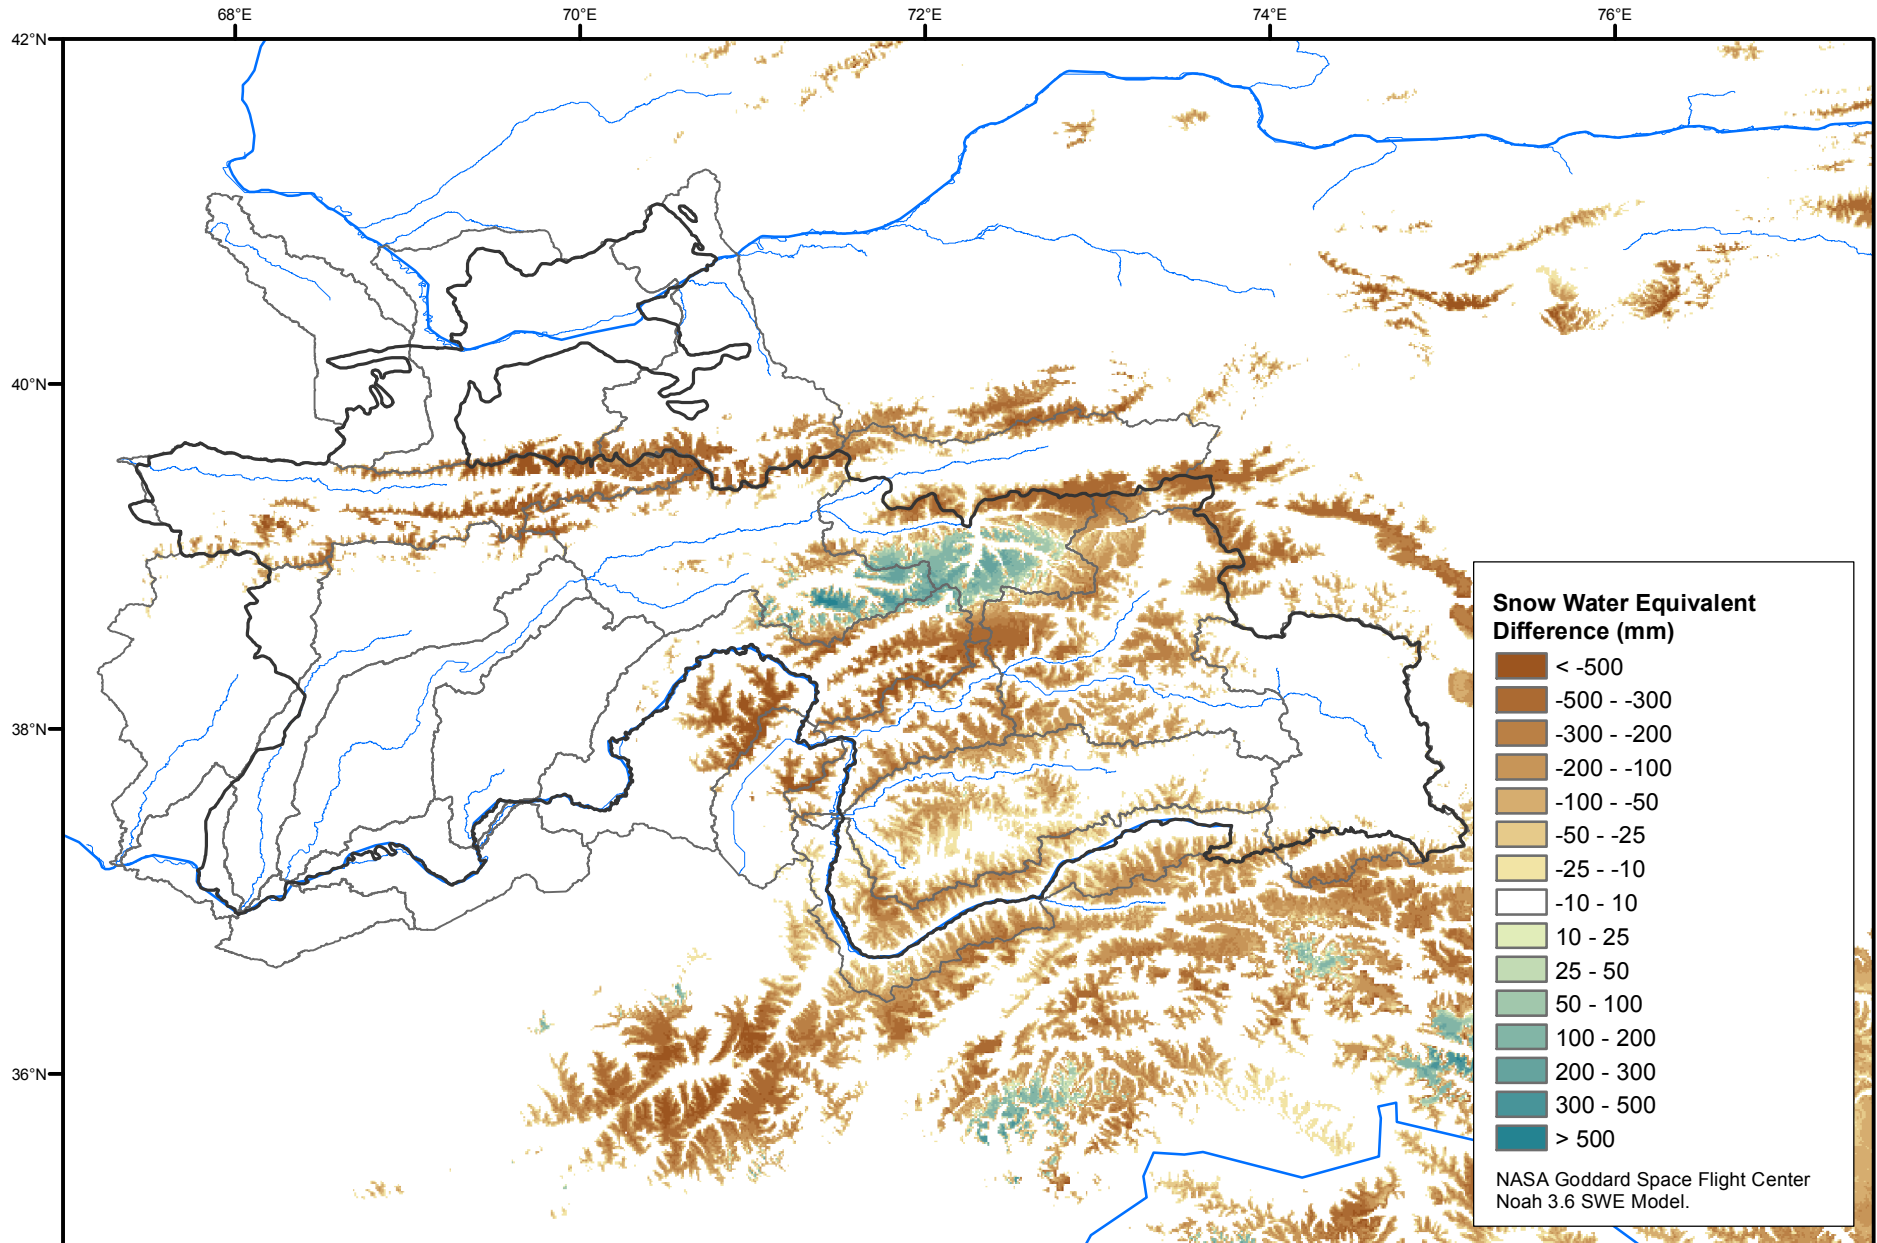 68°E 70°E 72°E 74°E 76°E
42°N
40°N
38°N
36°N
Snow Water Equivalent
Difference (mm)
< -500
-500 - -300
-300 - -200
-200 - -100
-100 - -50
-50 - -25
-25 - -10
-10 - 10
10 - 25
25 - 50
50 - 100
100 - 200
200 - 300
300 - 500
> 500
NASA Goddard Space Flight Center
Noah 3.6 SWE Model.